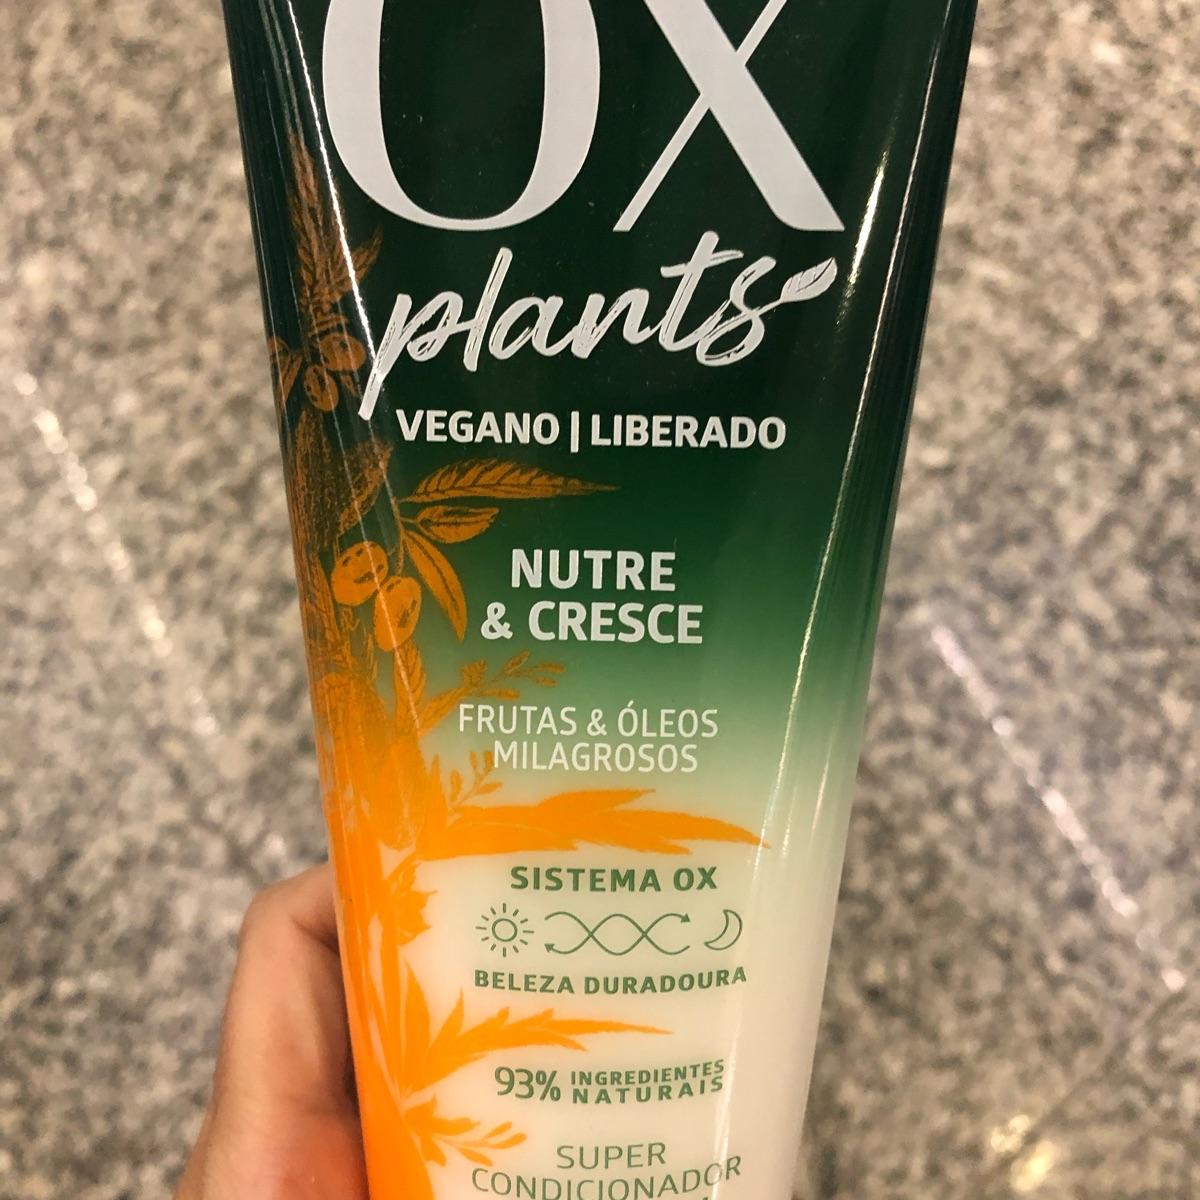 OX
plants
VEGANO | LIBERADO
NUTRE
& CRESCE
FRUTAS & ÓLEOS
MILAGROSOS
SISTEMA OX
BELEZA DURADOURA
93% INGREDIENTES
NATURAIS
SUPER
CONDICIONADOR